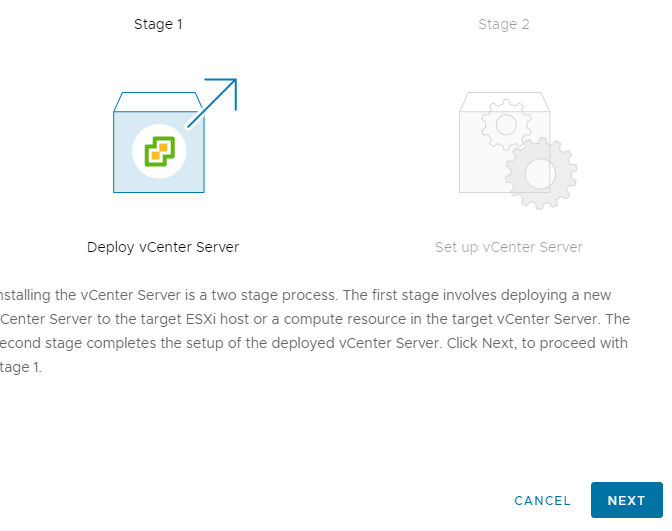 Stage 1
Stage 2
Deploy vCenter Server
Set up vCenter Server
nstalling the vCenter Server is a two stage process. The first stage involves deploying a new
Center Server to the target ESXi host or a compute resource in the target vCenter Server. The
econd stage completes the setup of the deployed vCenter Server. Click Next, to proceed with
tage 1.
CANCEL
NEXT